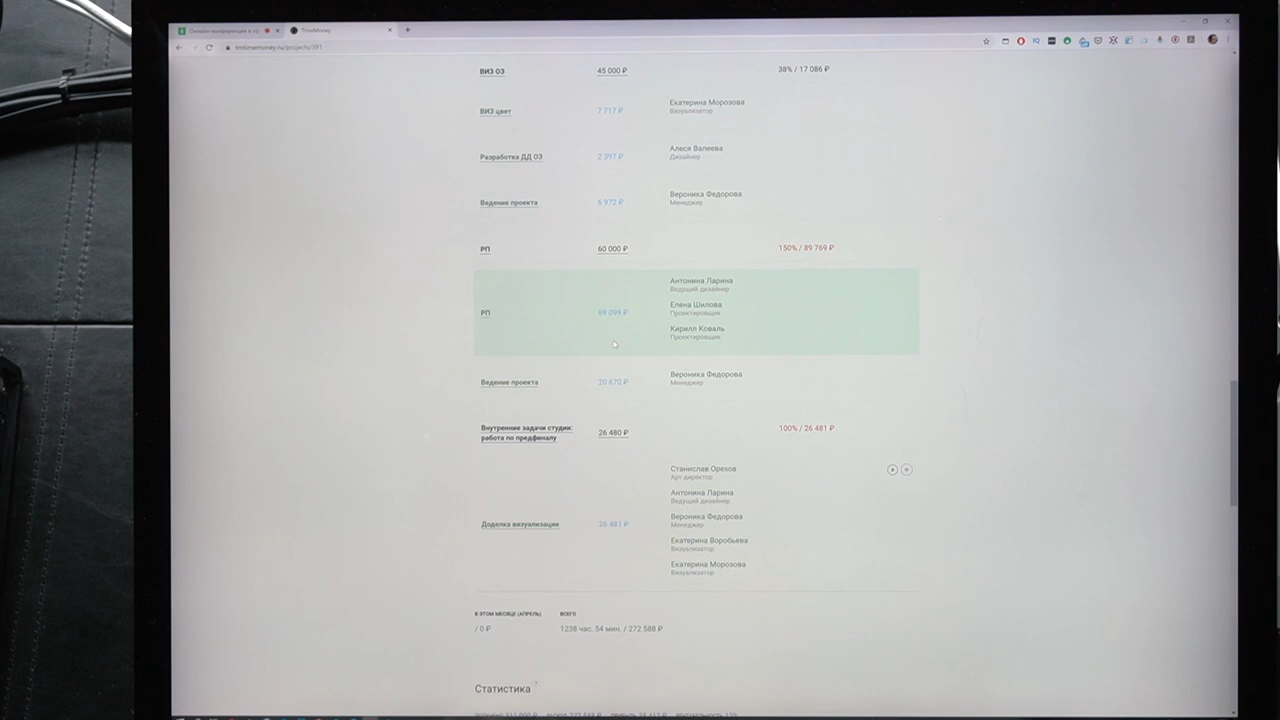 Онлайн-конференция в
TimeMoney
tmtimemoney.ru/projects/391
ВИЗ ОЗ 45 000 ₽ 38% / 17 086 ₽
ВИЗ цвет 7 717 ₽ Екатерина Морозова
Визуализатор
Разработка ДД ОЗ 2 397 ₽ Алеся Валеева
Дизайнер
Ведение проекта 6 972 ₽ Вероника Федорова
Менеджер
РП 60 000 ₽ 150% / 89 769 ₽
Антонина Ларина
Ведущий дизайнер
Елена Шилова
РП 69 099 ₽ Проектировщик
Кирилл Коваль
Проектировщик
Ведение проекта 20 670 ₽ Вероника Федорова
Менеджер
Внутренние задачи студии:
работа по предфиналу 26 480 ₽ 100% / 26 481 ₽
Станислав Орехов
Арт-директор
Антонина Ларина
Ведущий дизайнер
Вероника Федорова
Менеджер
Доделка визуализации 26 481 ₽
Екатерина Воробьева
Визуализатор
Екатерина Морозова
Визуализатор
В ЭТОМ МЕСЯЦЕ (АПРЕЛЬ) ВСЕГО
/ 0 ₽ 1238 час. 54 мин. / 272 588 ₽
Статистика ?